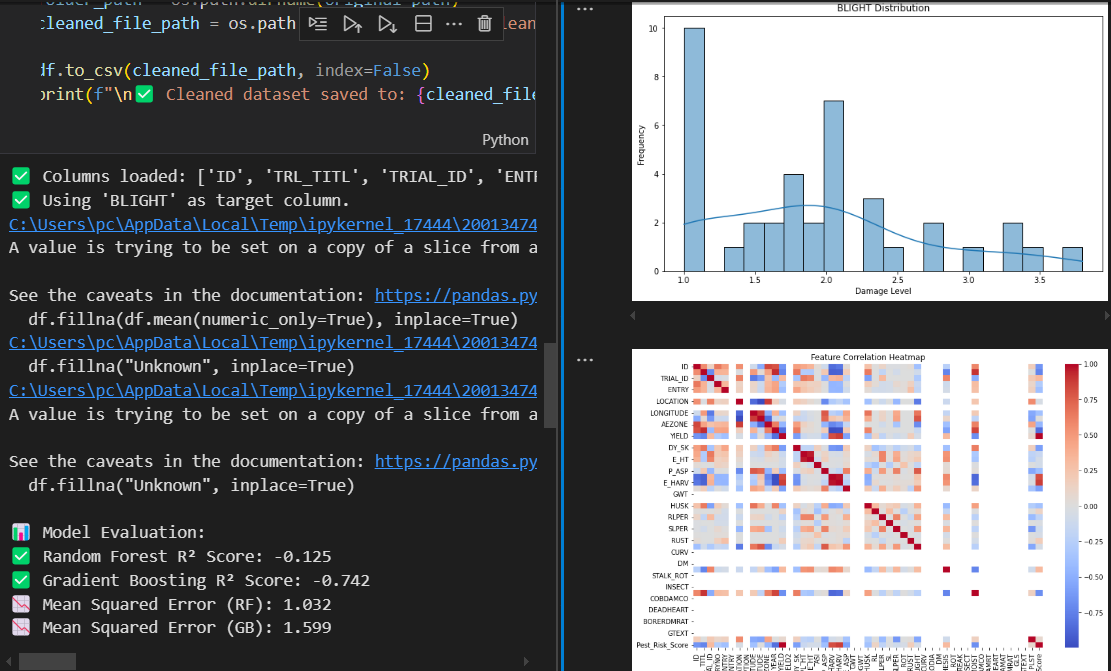 cleaned_file_path = os.path
df.to_csv(cleaned_file_path, index=False)
print(f"\n✅ Cleaned dataset saved to: {cleaned_file
Python
✅ Columns loaded: ['ID', 'TRL_TITL', 'TRIAL_ID', 'ENTR
✅ Using 'BLIGHT' as target column.
C:\Users\pc\AppData\Local\Temp\ipykernel_17444\20013474
A value is trying to be set on a copy of a slice from a
See the caveats in the documentation: https://pandas.py
df.fillna(df.mean(numeric_only=True), inplace=True)
C:\Users\pc\AppData\Local\Temp\ipykernel_17444\20013474
df.fillna("Unknown", inplace=True)
C:\Users\pc\AppData\Local\Temp\ipykernel_17444\20013474
A value is trying to be set on a copy of a slice from a
See the caveats in the documentation: https://pandas.py
df.fillna("Unknown", inplace=True)
📊 Model Evaluation:
✅ Random Forest R² Score: -0.125
✅ Gradient Boosting R² Score: -0.742
📉 Mean Squared Error (RF): 1.032
📉 Mean Squared Error (GB): 1.599
BLIGHT Distribution
Frequency
10
8
6
4
2
0
1.0 1.5 2.0 2.5 3.0 3.5
Damage Level
Feature Correlation Heatmap
ID
TRIAL_ID
ENTRY
LOCATION
LONGITUDE
AEZONE
YIELD
DY_SK
E_HT
P_ASP
E_HARV
GWT
HUSK
RLPER
SLPER
RUST
CURV
DM
STALK_ROT
INSECT
COBDAMCO
DEADHEART
BORERDMRAT
GTEXT
Pest_Risk_Score
1.00
0.75
0.50
0.25
0.00
−0.25
−0.50
−0.75